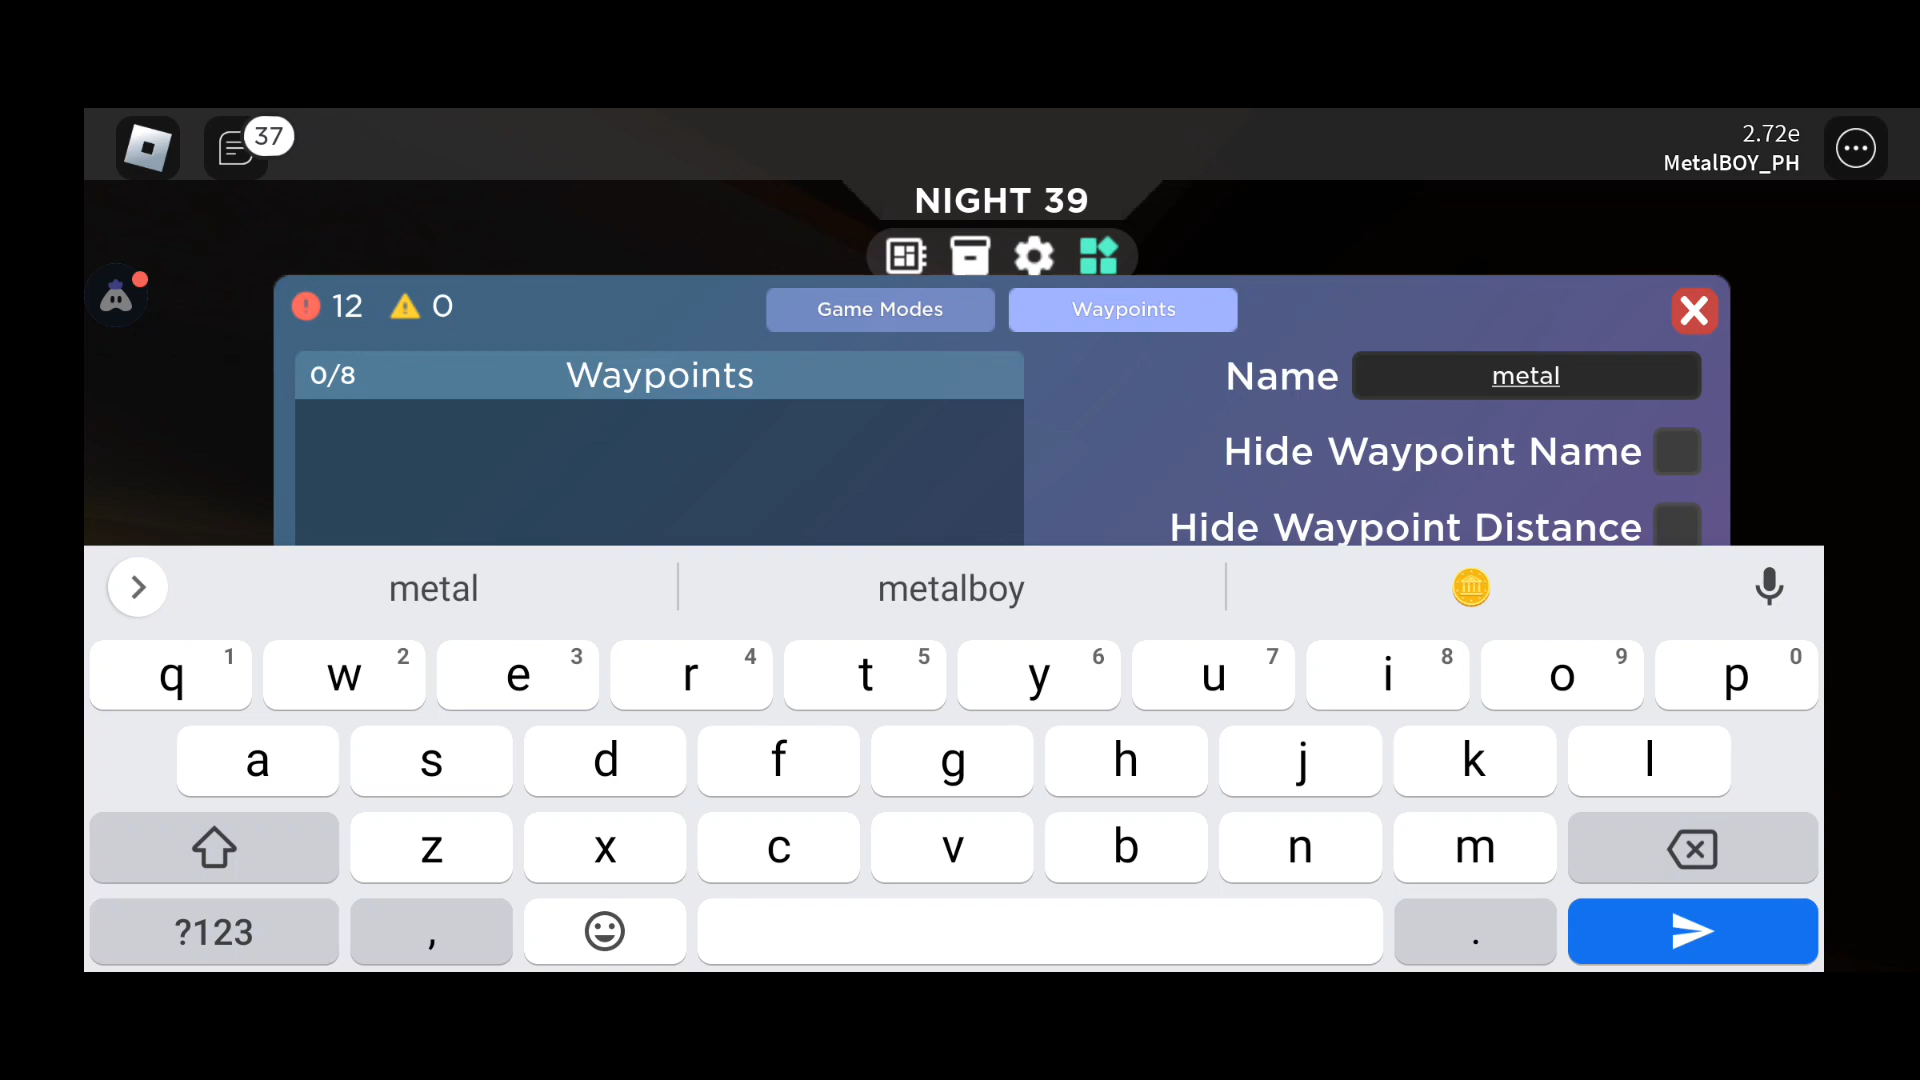 37
2.72e
MetalBOY_PH
NIGHT 39
12 0
Game Modes Waypoints
0/8 Waypoints
Name metal
Hide Waypoint Name
Hide Waypoint Distance
metal metalboy
q 1 w 2 e 3 r 4 t 5 y 6 u 7 i 8 o 9 p 0
a s d f g h j k l
z x c v b n m
?123 , .